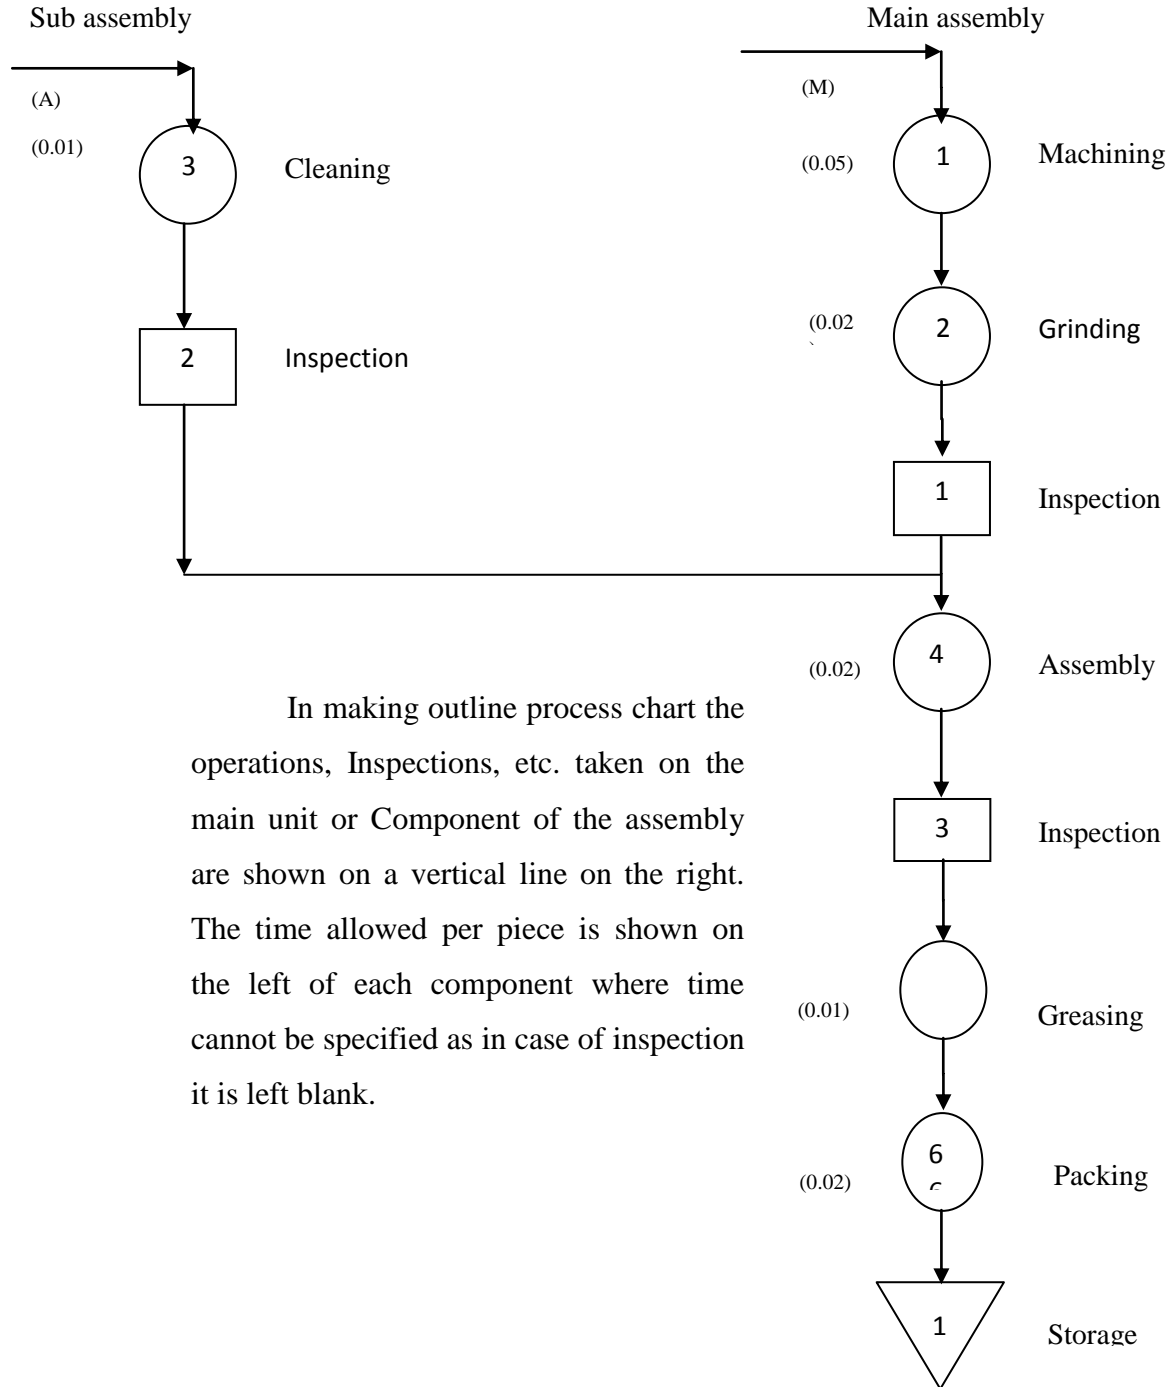 Sub assembly
Main assembly
(A)
(M)
(0.01)
3
Cleaning
(0.05)
1
Machining
(0.02
2
Grinding
2
Inspection
1
Inspection
(0.02)
4
Assembly
In making outline process chart the
operations, Inspections, etc. taken on the
main unit or Component of the assembly
are shown on a vertical line on the right.
The time allowed per piece is shown on
the left of each component where time
cannot be specified as in case of inspection
it is left blank.
3
Inspection
(0.01)
Greasing
(0.02)
6
Packing
1
Storage